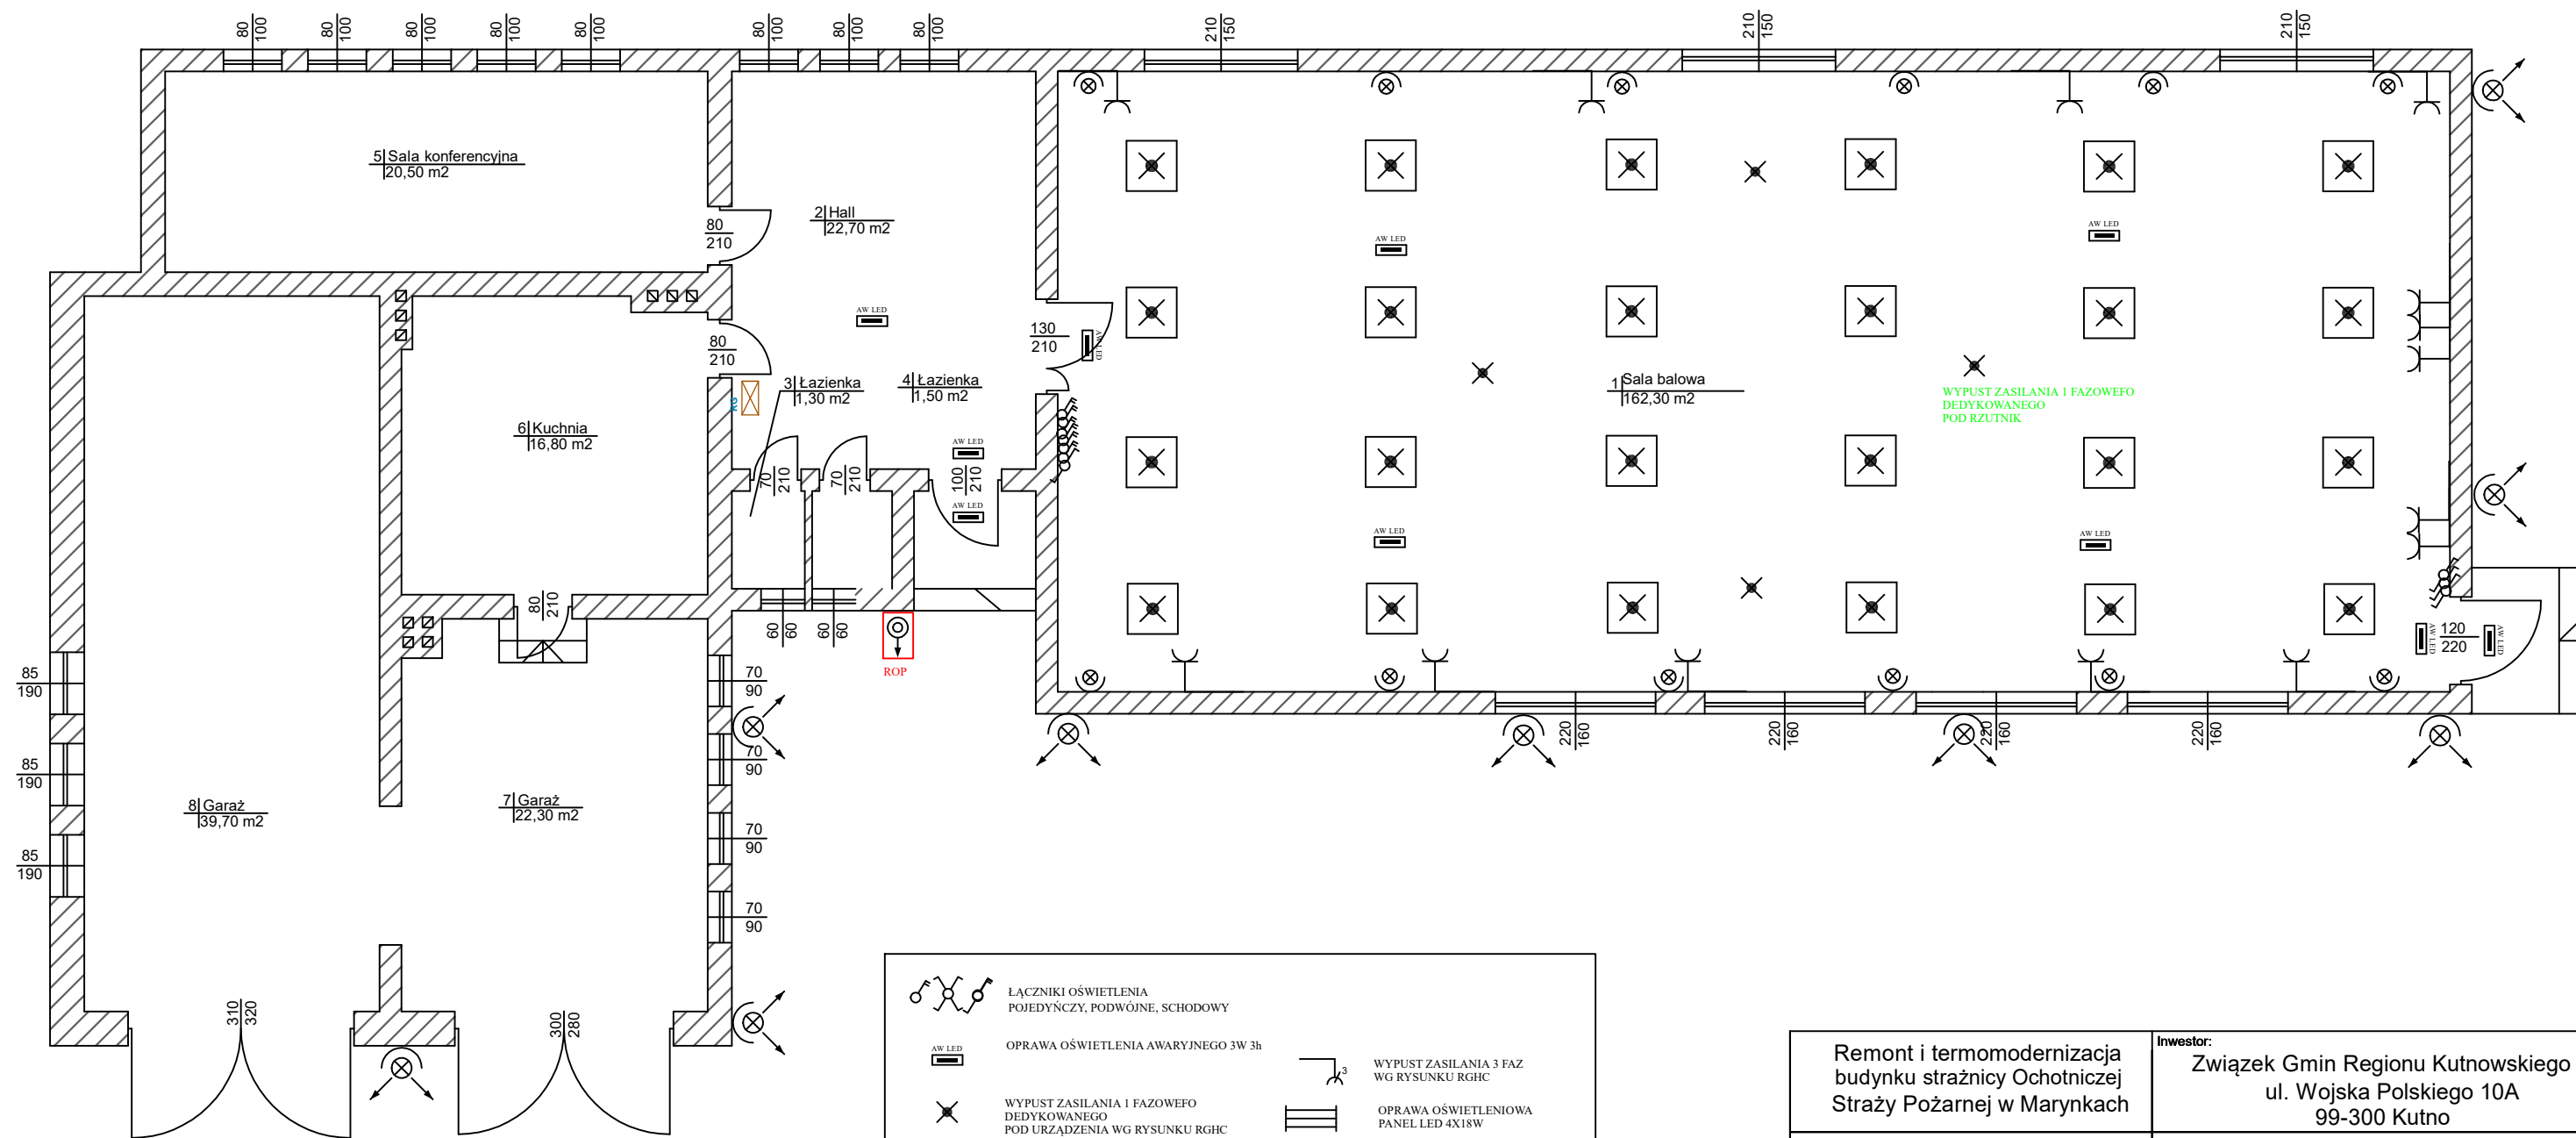 80
100
80
100
80
100
80
100
80
100
80
100
80
100
80
100
210
150
210
150
210
150
5 Sala konferencyjna
20,50 m2
2 Hall
22,70 m2
80
210
AW LED
AW LED
AW LED
80
210
130
210
AW LED
3 Łazienka
1,30 m2
4 Łazienka
1,50 m2
RG
1 Sala balowa
162,30 m2
WYPUST ZASILANIA 1 FAZOWEFO
DEDYKOWANEGO
POD RZUTNIK
6 Kuchnia
16,80 m2
AW LED
70
210
70
210
100
210
AW LED
AW LED
AW LED
80
210
60
60
60
60
ROP
AW LED
120
220
AW LED
85
190
85
190
85
190
70
90
70
90
70
90
70
90
220
160
220
160
220
160
220
160
8 Garaż
39,70 m2
7 Garaż
22,30 m2
310
320
300
280
ŁĄCZNIKI OŚWIETLENIA
POJEDYŃCZY, PODWÓJNE, SCHODOWY
AW LED
OPRAWA OŚWIETLENIA AWARYJNEGO 3W 3h
3
WYPUST ZASILANIA 3 FAZ
WG RYSUNKU RGHC
WYPUST ZASILANIA 1 FAZOWEFO
DEDYKOWANEGO
POD URZĄDZENIA WG RYSUNKU RGHC
OPRAWA OŚWIETLENIOWA
PANEL LED 4X18W
Remont i termomodernizacja
budynku strażnicy Ochotniczej
Straży Pożarnej w Marynkach
Inwestor:
Związek Gmin Regionu Kutnowskiego
ul. Wojska Polskiego 10A
99-300 Kutno